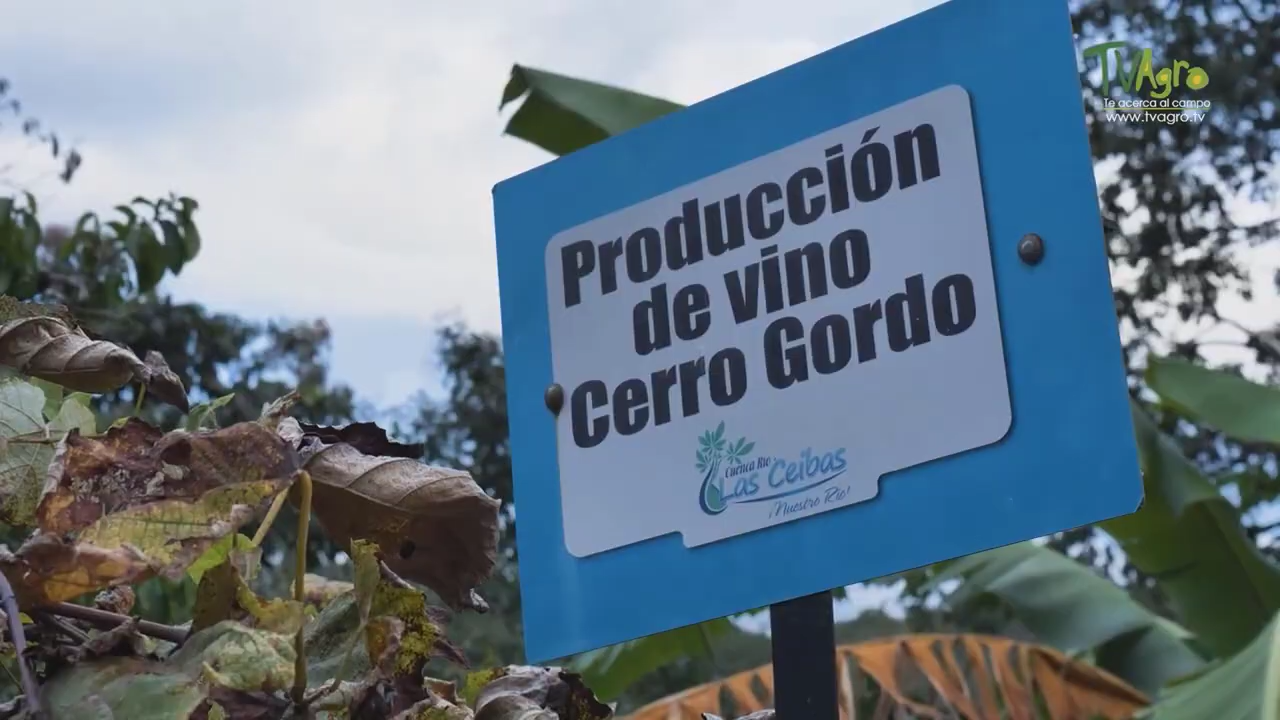 TVAgro
Te acerca al campo
www.tvagro.tv
Producción
de vino
Cerro Gordo
Cuenca Río
Las Ceibas
¡Nuestro Río!